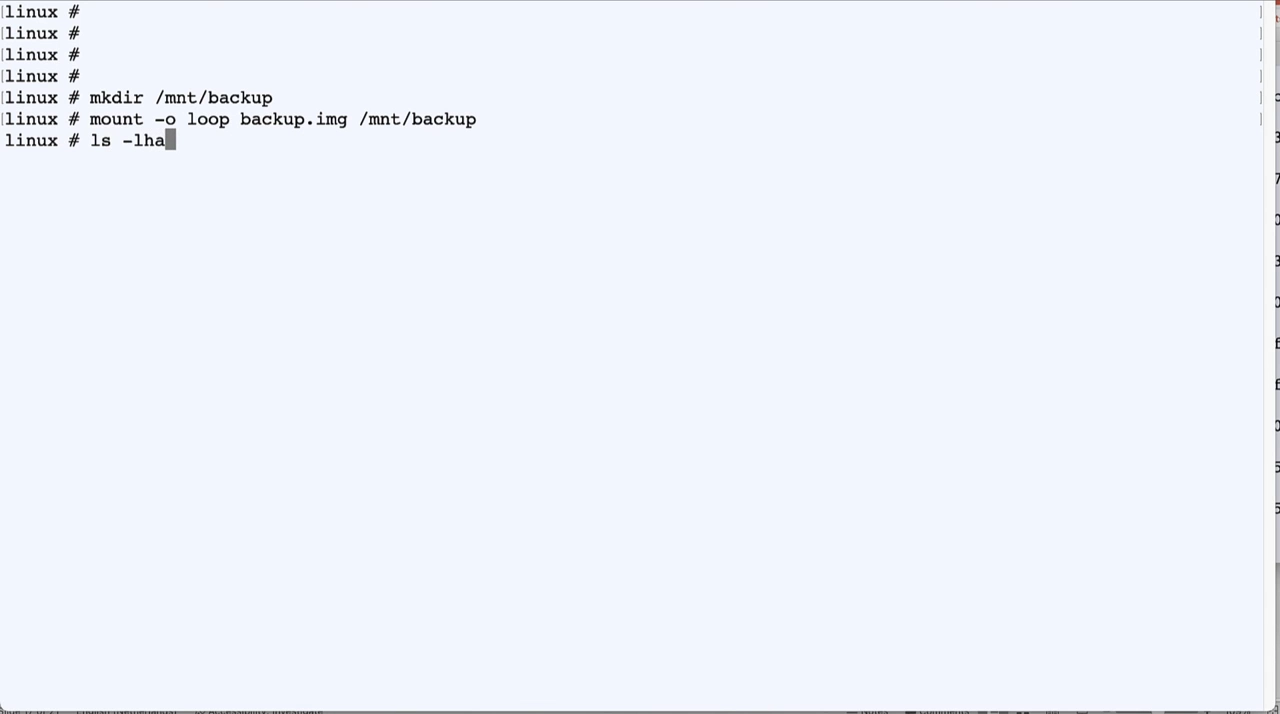 linux #
linux #
linux #
linux #
linux # mkdir /mnt/backup
linux # mount -o loop backup.img /mnt/backup
linux # ls -lha